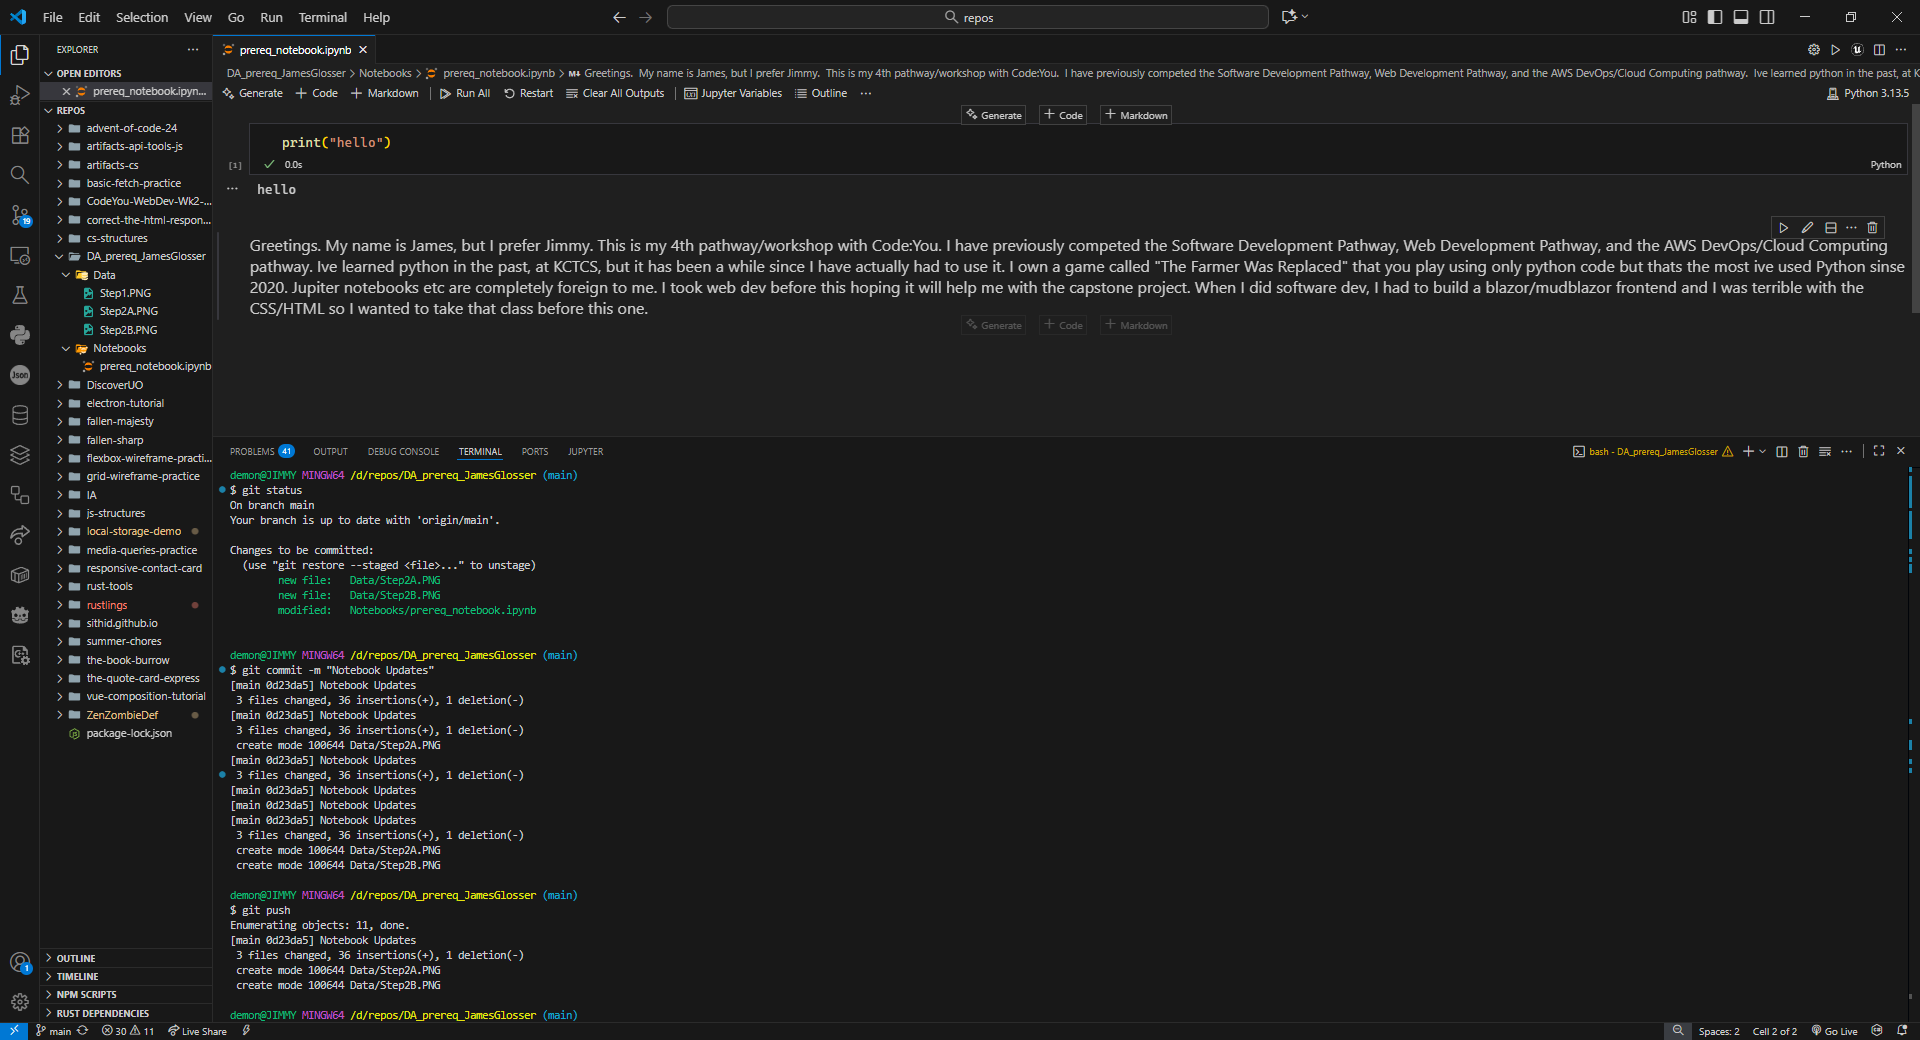 File Edit Selection View Go Run Terminal Help
repos
EXPLORER
OPEN EDITORS
prereq_notebook.ipyn...
REPOS
advent-of-code-24
artifacts-api-tools-js
artifacts-cs
basic-fetch-practice
CodeYou-WebDev-Wk2-...
correct-the-html-respon...
cs-structures
DA_prereq_JamesGlosser
Data
Step1.PNG
Step2A.PNG
Step2B.PNG
Notebooks
prereq_notebook.ipynb
DiscoverUO
electron-tutorial
fallen-majesty
fallen-sharp
flexbox-wireframe-practi...
grid-wireframe-practice
IA
js-structures
local-storage-demo
media-queries-practice
responsive-contact-card
rust-tools
rustlings
sithid.github.io
summer-chores
the-book-burrow
the-quote-card-express
vue-composition-tutorial
ZenZombieDef
package-lock.json
OUTLINE
TIMELINE
NPM SCRIPTS
RUST DEPENDENCIES
19
Json
1
prereq_notebook.ipynb
DA_prereq_JamesGlosser > Notebooks > prereq_notebook.ipynb > M↓ Greetings. My name is James, but I prefer Jimmy. This is my 4th pathway/workshop with Code:You. I have previously competed the Software Development Pathway, Web Development Pathway, and the AWS DevOps/Cloud Computing pathway. Ive learned python in the past, at K
Generate + Code + Markdown Run All Restart Clear All Outputs Jupyter Variables Outline ... Python 3.13.5
Generate + Code + Markdown
print("hello")
[1] 0.0s Python
hello
Greetings. My name is James, but I prefer Jimmy. This is my 4th pathway/workshop with Code:You. I have previously competed the Software Development Pathway, Web Development Pathway, and the AWS DevOps/Cloud Computing
pathway. Ive learned python in the past, at KCTCS, but it has been a while since I have actually had to use it. I own a game called "The Farmer Was Replaced" that you play using only python code but thats the most ive used Python sinse
2020. Jupiter notebooks etc are completely foreign to me. I took web dev before this hoping it will help me with the capstone project. When I did software dev, I had to build a blazor/mudblazor frontend and I was terrible with the
CSS/HTML so I wanted to take that class before this one.
Generate + Code + Markdown
PROBLEMS 41 OUTPUT DEBUG CONSOLE TERMINAL PORTS JUPYTER
bash - DA_prereq_JamesGlosser
demon@JIMMY MINGW64 /d/repos/DA_prereq_JamesGlosser (main)
$ git status
On branch main
Your branch is up to date with 'origin/main'.
Changes to be committed:
(use "git restore --staged <file>..." to unstage)
new file: Data/Step2A.PNG
new file: Data/Step2B.PNG
modified: Notebooks/prereq_notebook.ipynb
demon@JIMMY MINGW64 /d/repos/DA_prereq_JamesGlosser (main)
$ git commit -m "Notebook Updates"
[main 0d23da5] Notebook Updates
3 files changed, 36 insertions(+), 1 deletion(-)
[main 0d23da5] Notebook Updates
3 files changed, 36 insertions(+), 1 deletion(-)
create mode 100644 Data/Step2A.PNG
[main 0d23da5] Notebook Updates
3 files changed, 36 insertions(+), 1 deletion(-)
[main 0d23da5] Notebook Updates
[main 0d23da5] Notebook Updates
[main 0d23da5] Notebook Updates
3 files changed, 36 insertions(+), 1 deletion(-)
create mode 100644 Data/Step2A.PNG
create mode 100644 Data/Step2B.PNG
demon@JIMMY MINGW64 /d/repos/DA_prereq_JamesGlosser (main)
$ git push
Enumerating objects: 11, done.
[main 0d23da5] Notebook Updates
3 files changed, 36 insertions(+), 1 deletion(-)
create mode 100644 Data/Step2A.PNG
create mode 100644 Data/Step2B.PNG
demon@JIMMY MINGW64 /d/repos/DA_prereq_JamesGlosser (main)
main 30 11 Live Share
Spaces: 2 Cell 2 of 2 Go Live